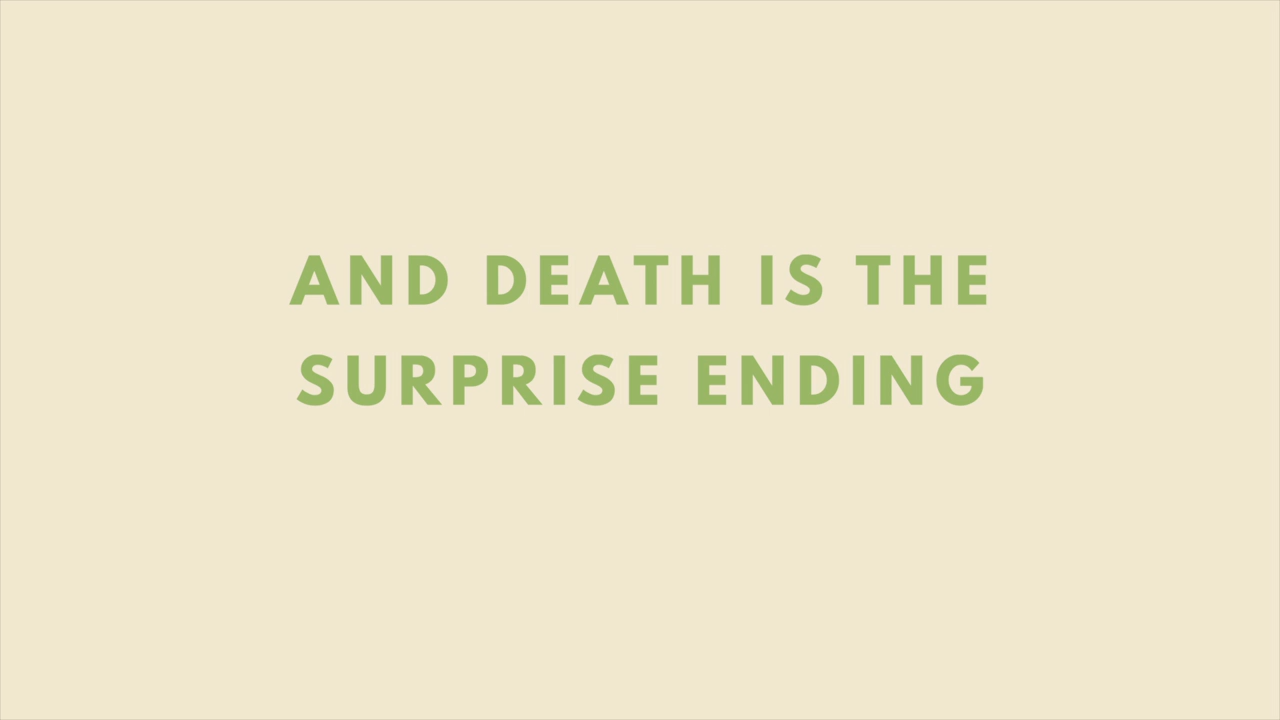 AND DEATH IS THE
SURPRISE ENDING